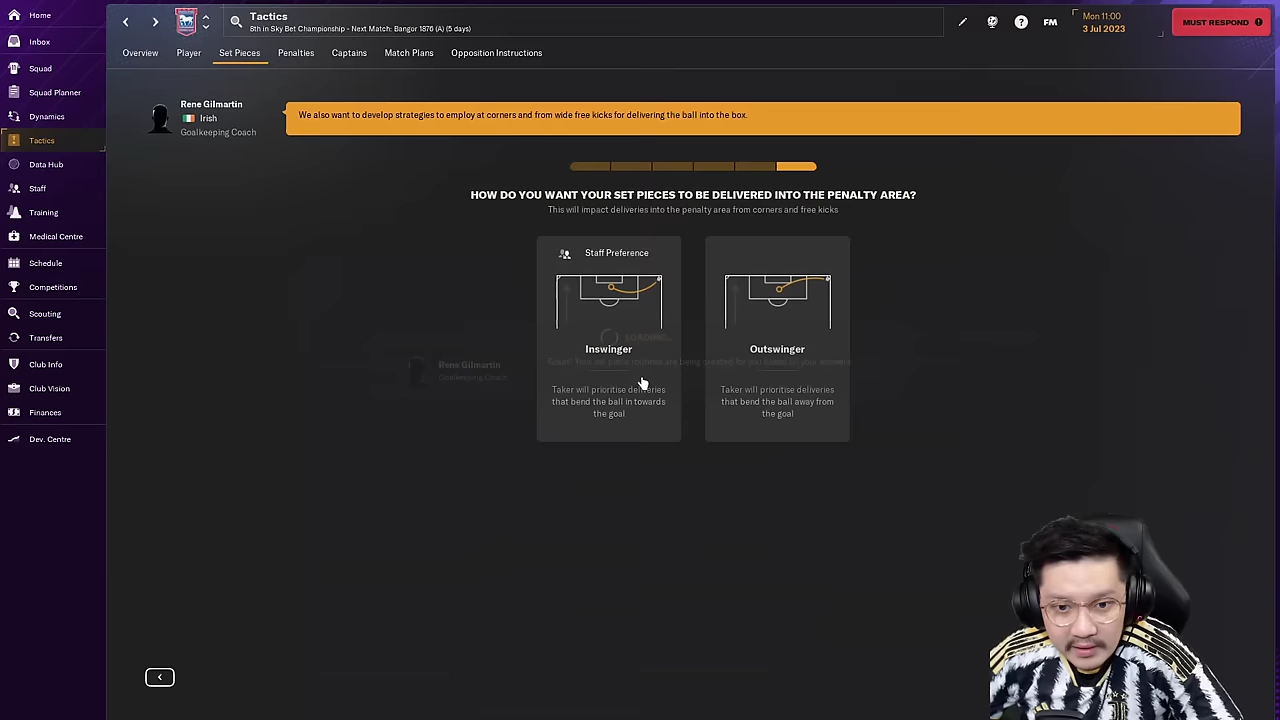 Home
Inbox
Squad
Squad Planner
Dynamics
Tactics
Data Hub
Staff
Training
Medical Centre
Schedule
Competitions
Scouting
Transfers
Club Info
Club Vision
Finances
Dev. Centre
Tactics
8th in Sky Bet Championship - Next Match: Bangor 1876 (A) (5 days)
FM
Mon 11:00
3 Jul 2023
MUST RESPOND
Overview
Player
Set Pieces
Penalties
Captains
Match Plans
Opposition Instructions
Rene Gilmartin
Irish
Goalkeeping Coach
We also want to develop strategies to employ at corners and from wide free kicks for delivering the ball into the box.
HOW DO YOU WANT YOUR SET PIECES TO BE DELIVERED INTO THE PENALTY AREA?
This will impact deliveries into the penalty area from corners and free kicks
Staff Preference
Inswinger
Taker will prioritise deliveries
that bend the ball in towards
the goal
Outswinger
Taker will prioritise deliveries
that bend the ball away from
the goal
LOADING...
Rene Gilmartin
Goalkeeping Coach